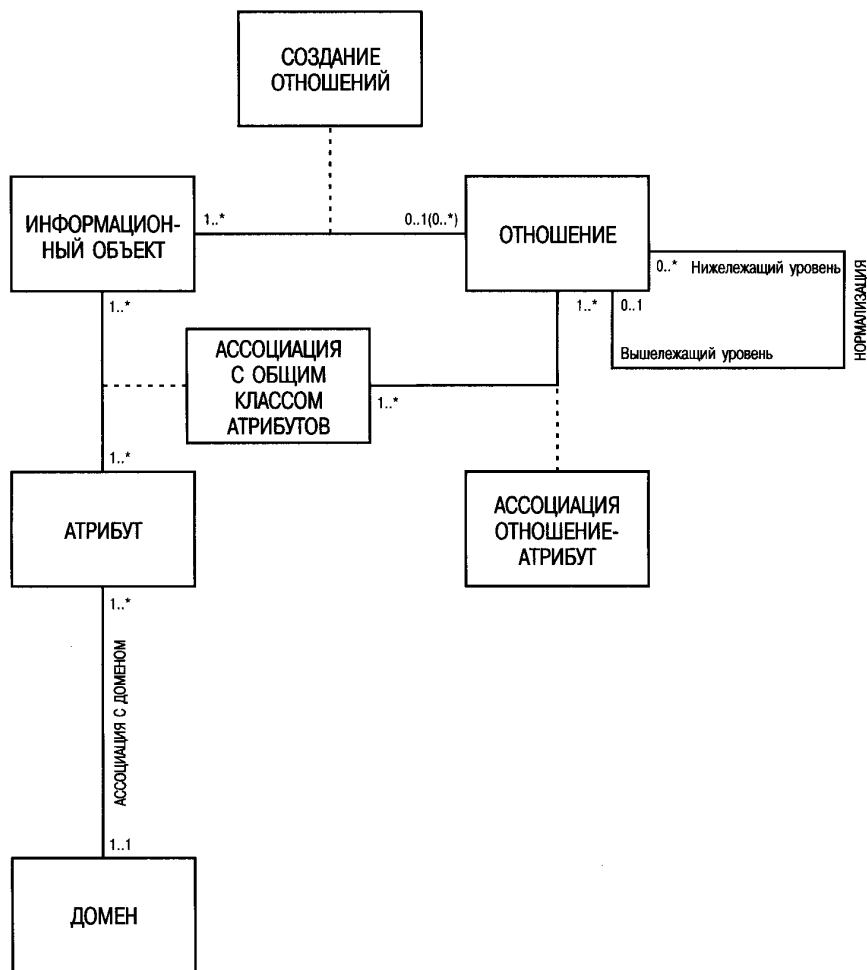 СОЗДАНИЕ
ОТНОШЕНИЙ
ИНФОРМАЦИОН-
НЫЙ ОБЪЕКТ
1..*
0..1(0..*)
ОТНОШЕНИЕ
0..*
Нижележащий уровень
НОРМАЛИЗАЦИЯ
1..*
1..*
0..1
Вышележащий уровень
АССОЦИАЦИЯ
С ОБЩИМ
КЛАССОМ
АТРИБУТОВ
1..*
1..*
АТРИБУТ
АССОЦИАЦИЯ
ОТНОШЕНИЕ-
АТРИБУТ
1..*
АССОЦИАЦИЯ С ДОМЕНОМ
1..1
ДОМЕН